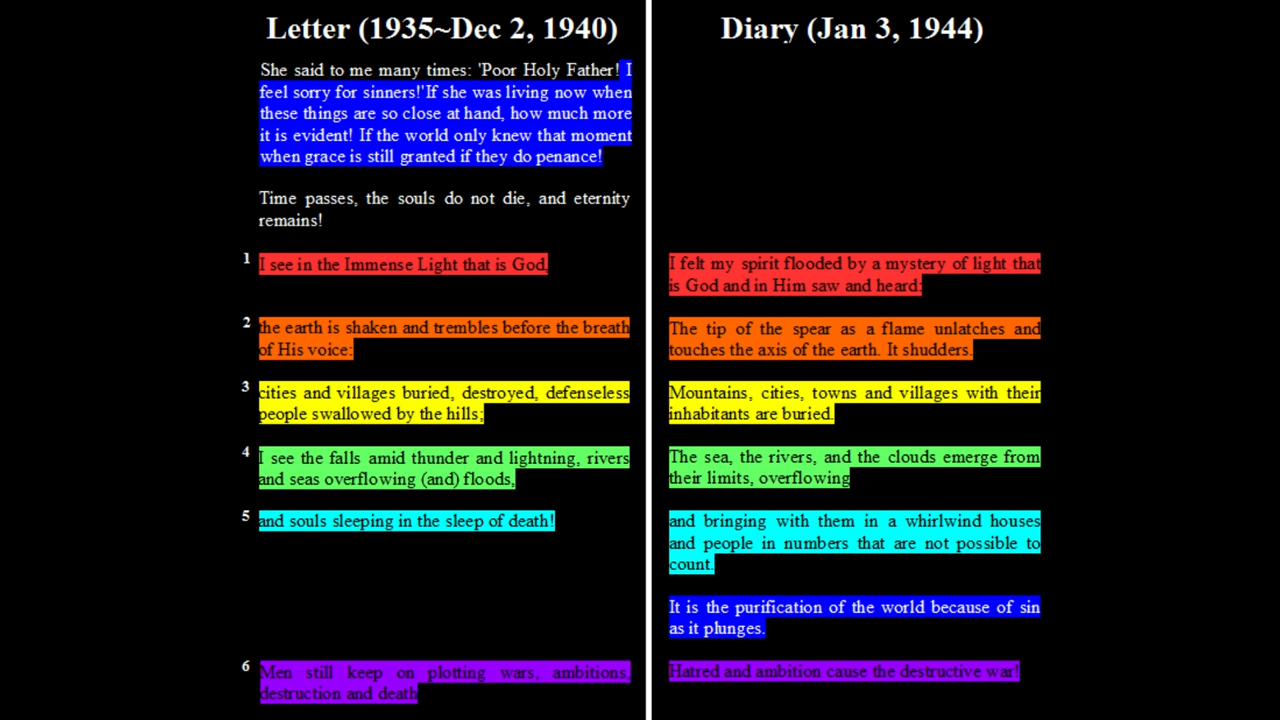 Letter (1935~Dec 2, 1940)
She said to me many times: 'Poor Holy Father! I
feel sorry for sinners!'If she was living now when
these things are so close at hand, how much more
it is evident! If the world only knew that moment
when grace is still granted if they do penance!
Time passes, the souls do not die, and eternity
remains!
1 I see in the Immense Light that is God,
2 the earth is shaken and trembles before the breath
of His voice:
3 cities and villages buried, destroyed, defenseless
people swallowed by the hills;
4 I see the falls amid thunder and lightning, rivers
and seas overflowing (and) floods,
5 and souls sleeping in the sleep of death!
6 Men still keep on plotting wars, ambitions,
destruction and death
Diary (Jan 3, 1944)
I felt my spirit flooded by a mystery of light that
is God and in Him saw and heard:
The tip of the spear as a flame unlatches and
touches the axis of the earth. It shudders.
Mountains, cities, towns and villages with their
inhabitants are buried.
The sea, the rivers, and the clouds emerge from
their limits, overflowing
and bringing with them in a whirlwind houses
and people in numbers that are not possible to
count.
It is the purification of the world because of sin
as it plunges.
Hatred and ambition cause the destructive war!